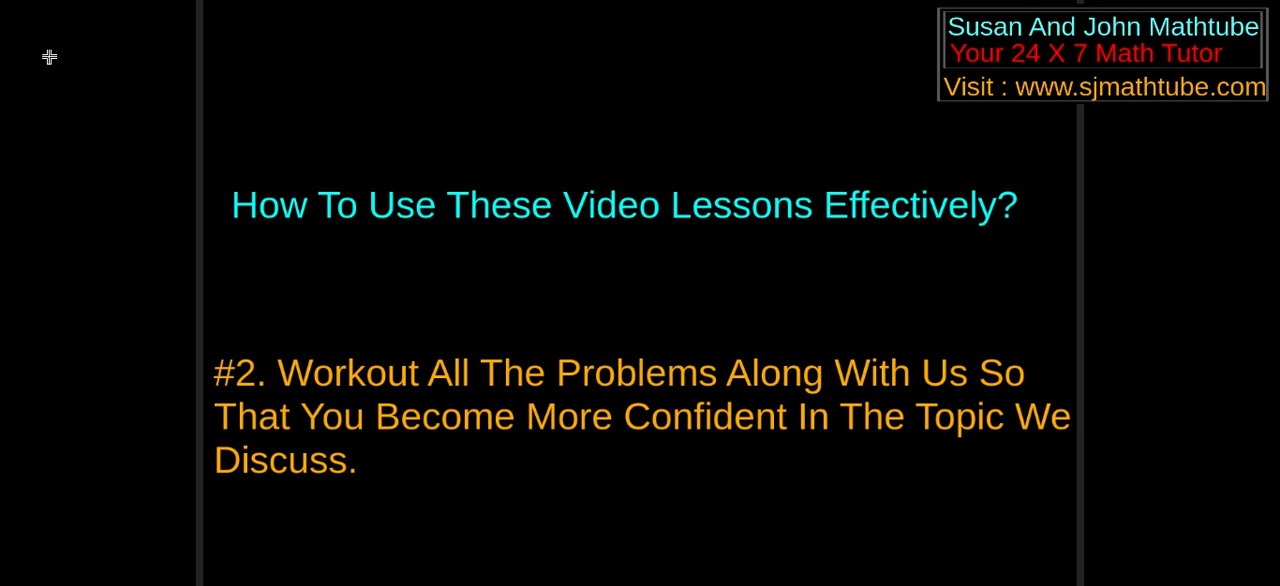 Susan And John Mathtube
Your 24 X 7 Math Tutor
Visit : www.sjmathtube.com
How To Use These Video Lessons Effectively?
#2. Workout All The Problems Along With Us So
That You Become More Confident In The Topic We
Discuss.